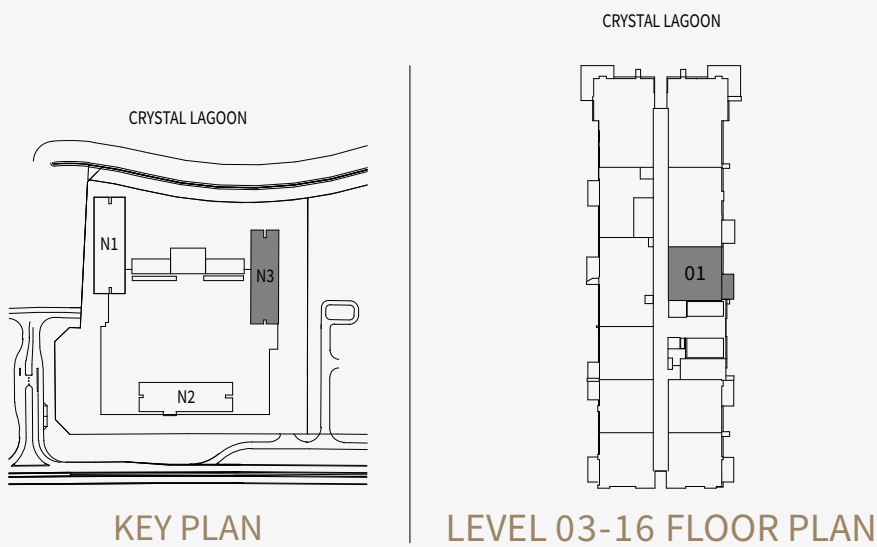 CRYSTAL LAGOON
N1
N3
N2
KEY PLAN
CRYSTAL LAGOON
01
LEVEL 03-16 FLOOR PLAN